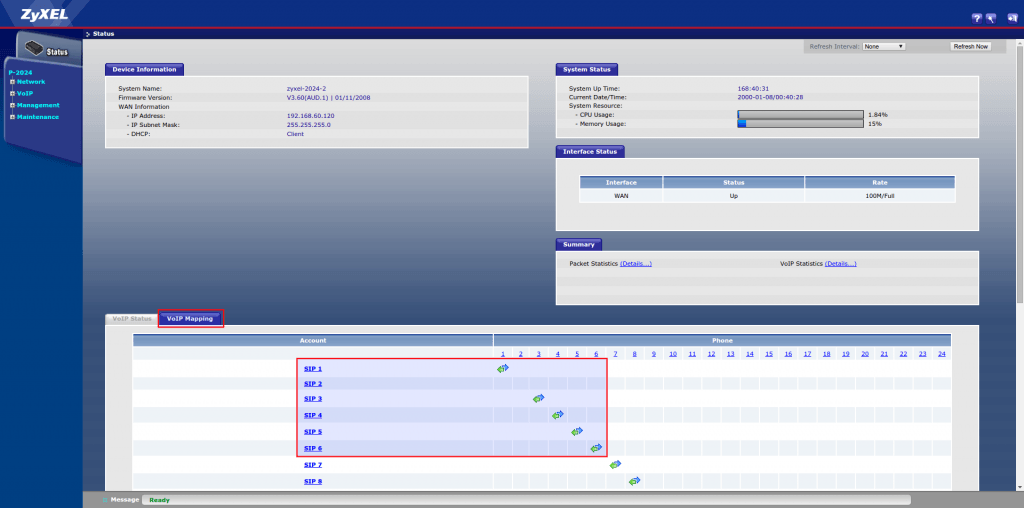 ZyXEL
Status
Status
Refresh Interval: None
Refresh Now
P-2024
Network
VoIP
Management
Maintenance
Device Information
System Name: zyxel-2024-2
Firmware Version: V3.60(AUD.1) | 01/11/2008
WAN Information
- IP Address: 192.168.60.120
- IP Subnet Mask: 255.255.255.0
- DHCP: Client
System Status
System Up Time: 168:40:31
Current Date/Time: 2000-01-08/00:40:28
System Resource:
- CPU Usage: 1.84%
- Memory Usage: 15%
Interface Status
Interface Status Rate
WAN Up 100M/Full
Summary
Packet Statistics (Details...) VoIP Statistics (Details...)
VoIP Status VoIP Mapping
Account Phone
1 2 3 4 5 6 7 8 9 10 11 12 13 14 15 16 17 18 19 20 21 22 23 24
SIP 1
SIP 2
SIP 3
SIP 4
SIP 5
SIP 6
SIP 7
SIP 8
Message Ready